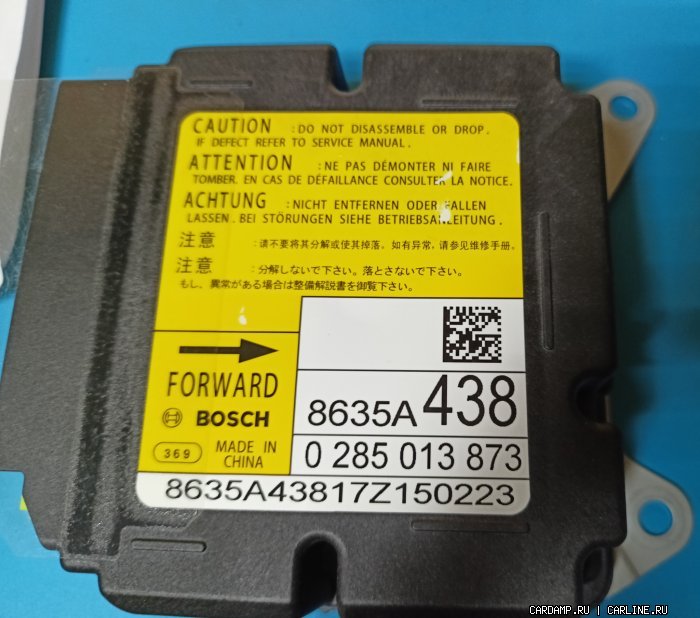 CAUTION : DO NOT DISASSEMBLE OR DROP.
IF DEFECT REFER TO SERVICE MANUAL.
ATTENTION : NE PAS DÉMONTER NI FAIRE
TOMBER. EN CAS DE DÉFAILLANCE CONSULTER LA NOTICE.
ACHTUNG : NICHT ENTFERNEN ODER FALLEN
LASSEN. BEI STÖRUNGEN SIEHE BETRIEBSANLEITUNG.
注意 : 请不要将其分解或使其掉落。如有异常，请参见维修手册.
注意 : 分解しないで下さい。落とさないで下さい。
もし、異常がある場合は整備解説書を御覧下さい。
FORWARD
BOSCH
369 MADE IN
CHINA
8635A 438
0 285 013 873
8635A43817Z150223
CARDAMP.RU | CARLINE.RU